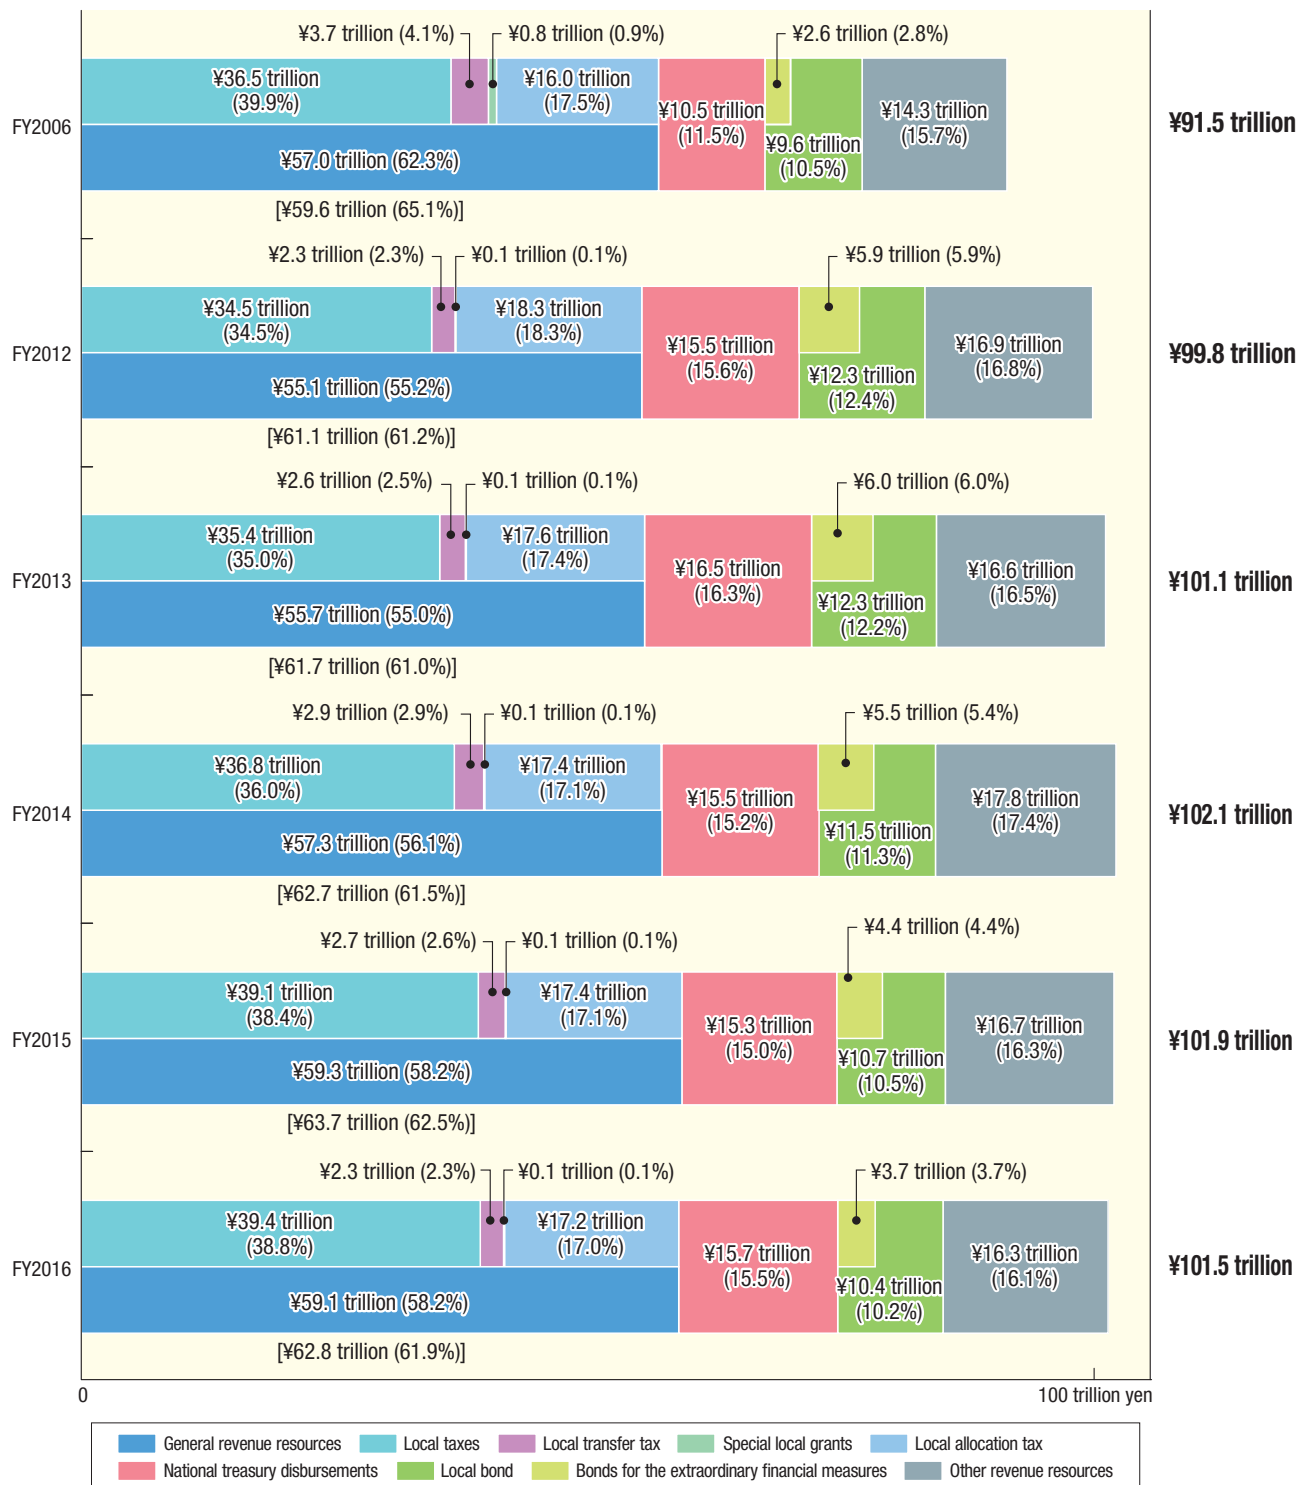 ¥3.7 trillion (4.1%) ¥0.8 trillion (0.9%) ¥2.6 trillion (2.8%)
¥36.5 trillion
(39.9%)
¥16.0 trillion
(17.5%)
¥10.5 trillion
(11.5%)
¥9.6 trillion
(10.5%)
¥14.3 trillion
(15.7%)
FY2006
¥91.5 trillion
¥57.0 trillion (62.3%)
[¥59.6 trillion (65.1%)]
¥2.3 trillion (2.3%) ¥0.1 trillion (0.1%) ¥5.9 trillion (5.9%)
¥34.5 trillion
(34.5%)
¥18.3 trillion
(18.3%)
¥15.5 trillion
(15.6%)
¥12.3 trillion
(12.4%)
¥16.9 trillion
(16.8%)
FY2012
¥99.8 trillion
¥55.1 trillion (55.2%)
[¥61.1 trillion (61.2%)]
¥2.6 trillion (2.5%) ¥0.1 trillion (0.1%) ¥6.0 trillion (6.0%)
¥35.4 trillion
(35.0%)
¥17.6 trillion
(17.4%)
¥16.5 trillion
(16.3%)
¥12.3 trillion
(12.2%)
¥16.6 trillion
(16.5%)
FY2013
¥101.1 trillion
¥55.7 trillion (55.0%)
[¥61.7 trillion (61.0%)]
¥2.9 trillion (2.9%) ¥0.1 trillion (0.1%) ¥5.5 trillion (5.4%)
¥36.8 trillion
(36.0%)
¥17.4 trillion
(17.1%)
¥15.5 trillion
(15.2%)
¥11.5 trillion
(11.3%)
¥17.8 trillion
(17.4%)
FY2014
¥102.1 trillion
¥57.3 trillion (56.1%)
[¥62.7 trillion (61.5%)]
¥2.7 trillion (2.6%) ¥0.1 trillion (0.1%) ¥4.4 trillion (4.4%)
¥39.1 trillion
(38.4%)
¥17.4 trillion
(17.1%)
¥15.3 trillion
(15.0%)
¥10.7 trillion
(10.5%)
¥16.7 trillion
(16.3%)
FY2015
¥101.9 trillion
¥59.3 trillion (58.2%)
[¥63.7 trillion (62.5%)]
¥2.3 trillion (2.3%) ¥0.1 trillion (0.1%) ¥3.7 trillion (3.7%)
¥39.4 trillion
(38.8%)
¥17.2 trillion
(17.0%)
¥15.7 trillion
(15.5%)
¥10.4 trillion
(10.2%)
¥16.3 trillion
(16.1%)
FY2016
¥101.5 trillion
¥59.1 trillion (58.2%)
[¥62.8 trillion (61.9%)]
0 100 trillion yen
General revenue resources Local taxes Local transfer tax Special local grants Local allocation tax
National treasury disbursements Local bond Bonds for the extraordinary financial measures Other revenue resources